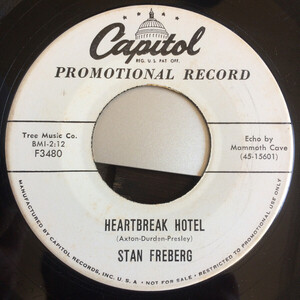 Capitol
REG. U.S. PAT. OFF.
PROMOTIONAL RECORD
Tree Music Co.
BMI-2:12
F3480
Echo by
Mammoth Cave
(45-15601)
HEARTBREAK HOTEL
(Axton-Durden-Presley)
STAN FREBERG
MANUFACTURED BY CAPITOL RECORDS, INC. U.S.A. • NOT FOR SALE • RESTRICTED TO PROMOTIONAL USE ONLY